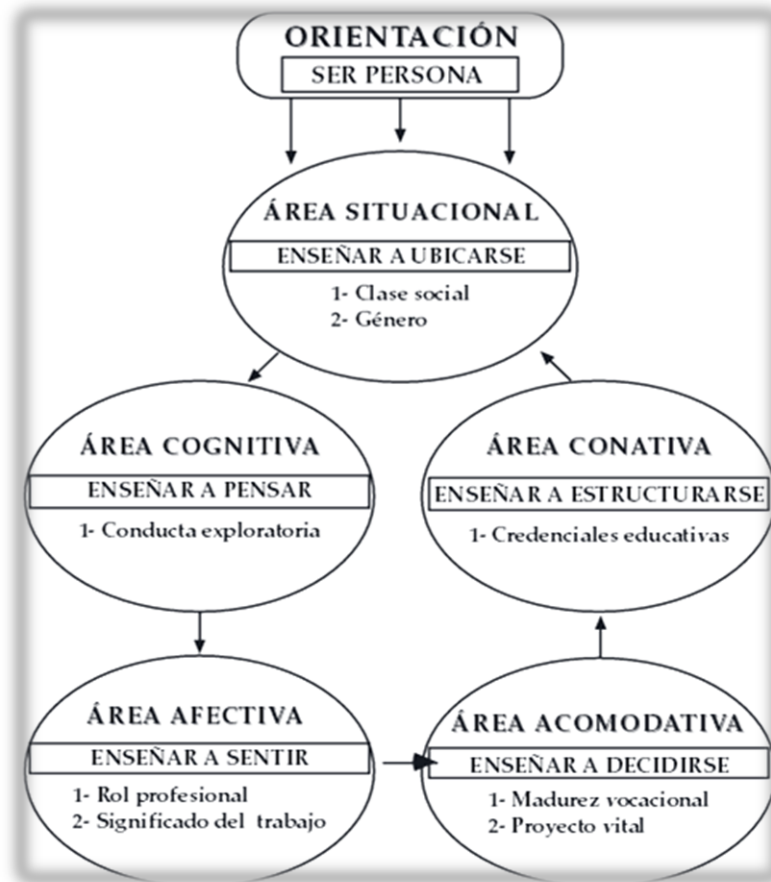 ORIENTACIÓN
SER PERSONA
ÁREA SITUACIONAL
ENSEÑAR A UBICARSE
1- Clase social
2- Género
ÁREA COGNITIVA
ENSEÑAR A PENSAR
1- Conducta exploratoria
ÁREA CONATIVA
ENSEÑAR A ESTRUCTURARSE
1- Credenciales educativas
ÁREA AFECTIVA
ENSEÑAR A SENTIR
1- Rol profesional
2- Significado del trabajo
ÁREA ACOMODATIVA
ENSEÑAR A DECIDIRSE
1- Madurez vocacional
2- Proyecto vital